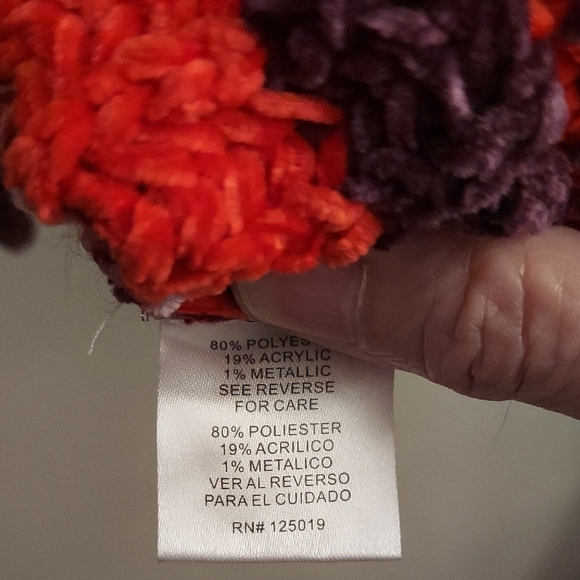 80% POLYES
19% ACRYLIC
1% METALLIC
SEE REVERSE
FOR CARE
80% POLIESTER
19% ACRILICO
1% METALICO
VER AL REVERSO
PARA EL CUIDADO
RN# 125019